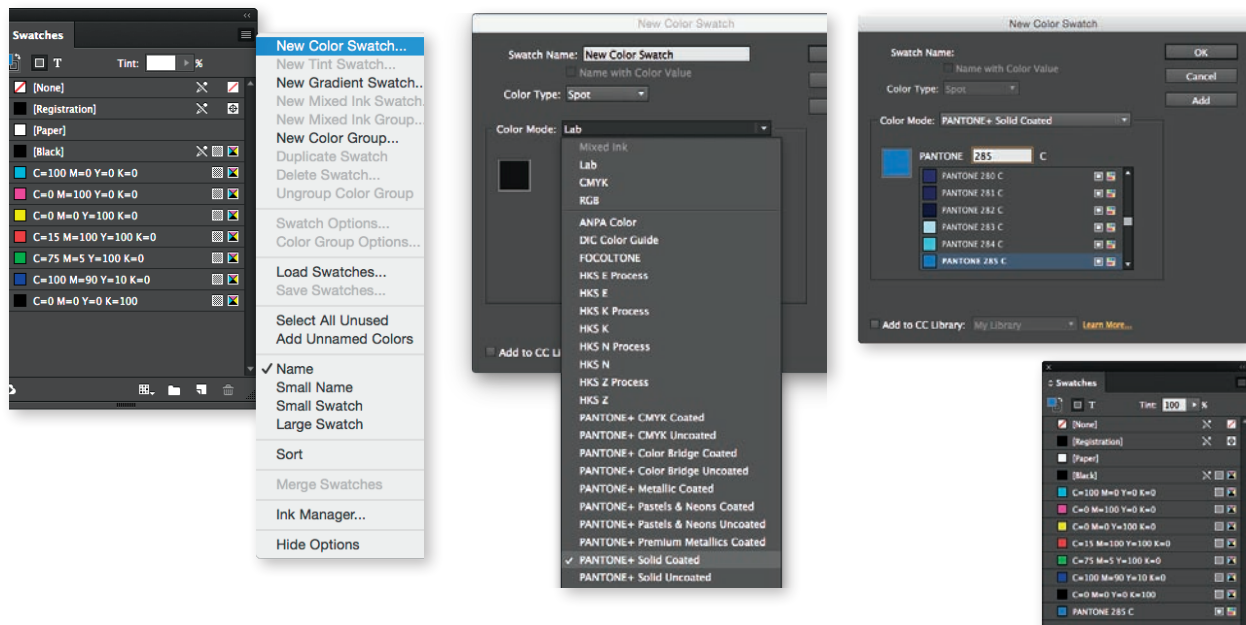 Swatches
T Tint: %
[None]
[Registration]
[Paper]
[Black]
C=100 M=0 Y=0 K=0
C=0 M=100 Y=0 K=0
C=0 M=0 Y=100 K=0
C=15 M=100 Y=100 K=0
C=75 M=5 Y=100 K=0
C=100 M=90 Y=10 K=0
C=0 M=0 Y=0 K=100
New Color Swatch...
New Tint Swatch...
New Gradient Swatch..
New Mixed Ink Swatch.
New Mixed Ink Group..
New Color Group...
Duplicate Swatch
Delete Swatch...
Ungroup Color Group
Swatch Options...
Color Group Options...
Load Swatches...
Save Swatches...
Select All Unused
Add Unnamed Colors
✓ Name
Small Name
Small Swatch
Large Swatch
Sort
Merge Swatches
Ink Manager...
Hide Options
New Color Swatch
Swatch Name: New Color Swatch
Name with Color Value
Color Type: Spot
Color Mode: Lab
Mixed Ink
Lab
CMYK
RGB
ANPA Color
DIC Color Guide
FOCOLTONE
HKS E Process
HKS E
HKS K Process
HKS K
HKS N Process
HKS N
HKS Z Process
HKS Z
PANTONE+ CMYK Coated
PANTONE+ CMYK Uncoated
PANTONE+ Color Bridge Coated
PANTONE+ Color Bridge Uncoated
PANTONE+ Metallic Coated
PANTONE+ Pastels & Neons Coated
PANTONE+ Pastels & Neons Uncoated
PANTONE+ Premium Metallics Coated
✓ PANTONE+ Solid Coated
PANTONE+ Solid Uncoated
Add to CC Li
New Color Swatch
Swatch Name:
Name with Color Value
Color Type: Spot
OK
Cancel
Add
Color Mode: PANTONE+ Solid Coated
PANTONE 285 C
PANTONE 280 C
PANTONE 281 C
PANTONE 282 C
PANTONE 283 C
PANTONE 284 C
PANTONE 285 C
Add to CC Library: My Library Learn More...
Swatches
T Tint: 100 %
[None]
[Registration]
[Paper]
[Black]
C=100 M=0 Y=0 K=0
C=0 M=100 Y=0 K=0
C=0 M=0 Y=100 K=0
C=15 M=100 Y=100 K=0
C=75 M=5 Y=100 K=0
C=100 M=90 Y=10 K=0
C=0 M=0 Y=0 K=100
PANTONE 285 C